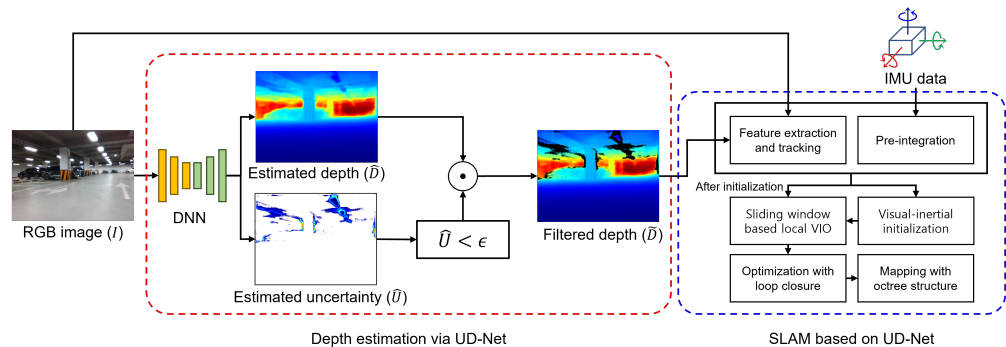 IMU data
Feature extraction
and tracking
Pre-integration
Estimated depth (D̂)
DNN
RGB image (I)
Û < ϵ
Filtered depth (D̃)
After initialization
Sliding window
based local VIO
Visual-inertial
initialization
Estimated uncertainty (Û)
Optimization with
loop closure
Mapping with
octree structure
Depth estimation via UD-Net
SLAM based on UD-Net